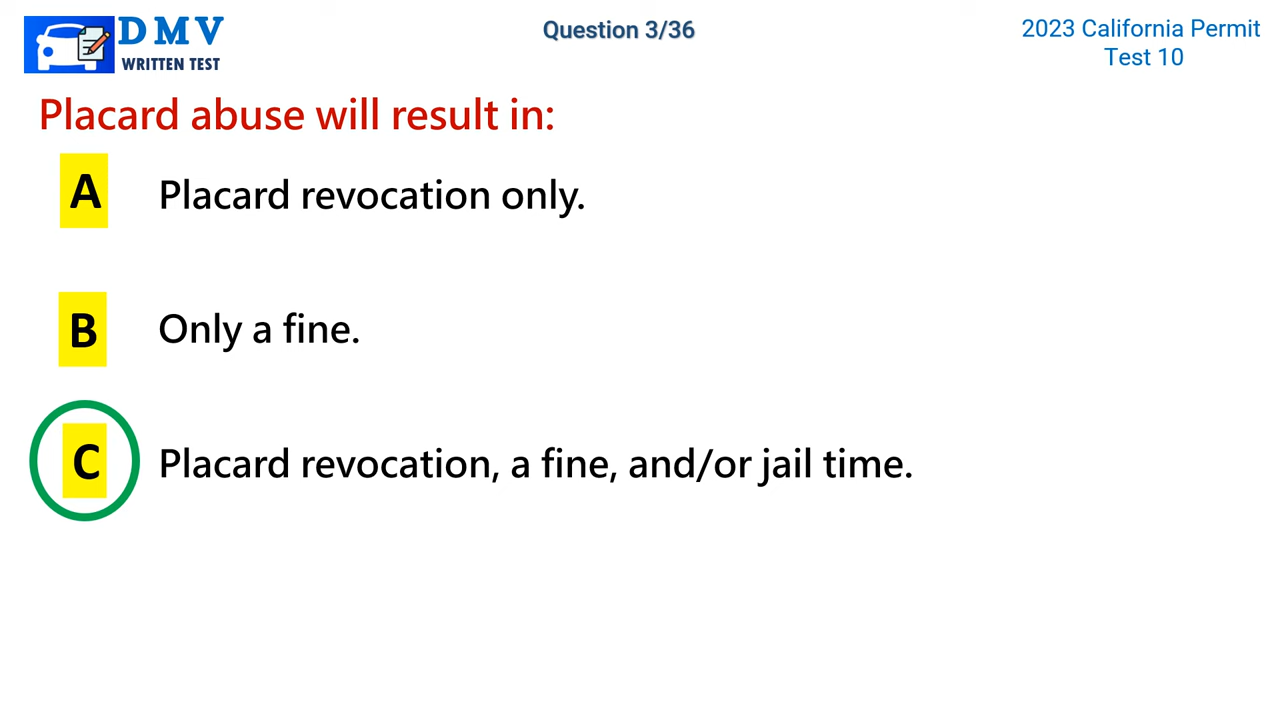 DMV
WRITTEN TEST
Question 3/36
2023 California Permit
Test 10
Placard abuse will result in:
A Placard revocation only.
B Only a fine.
C Placard revocation, a fine, and/or jail time.